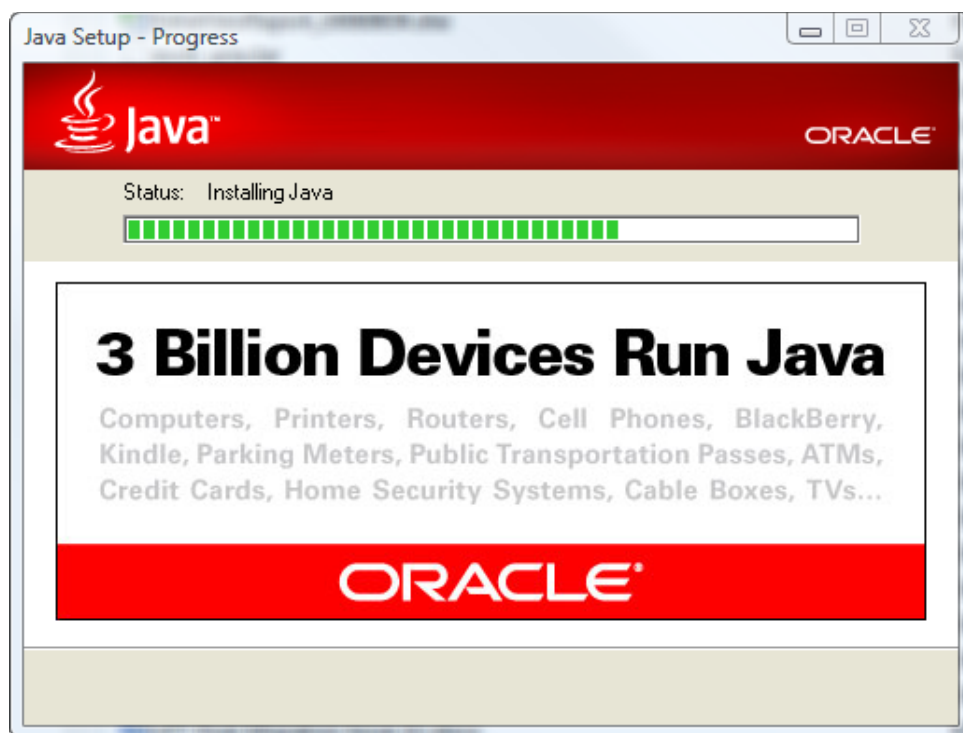 Java Setup - Progress
Java™
ORACLE®
Status: Installing Java
3 Billion Devices Run Java
Computers, Printers, Routers, Cell Phones, BlackBerry,
Kindle, Parking Meters, Public Transportation Passes, ATMs,
Credit Cards, Home Security Systems, Cable Boxes, TVs...
ORACLE®